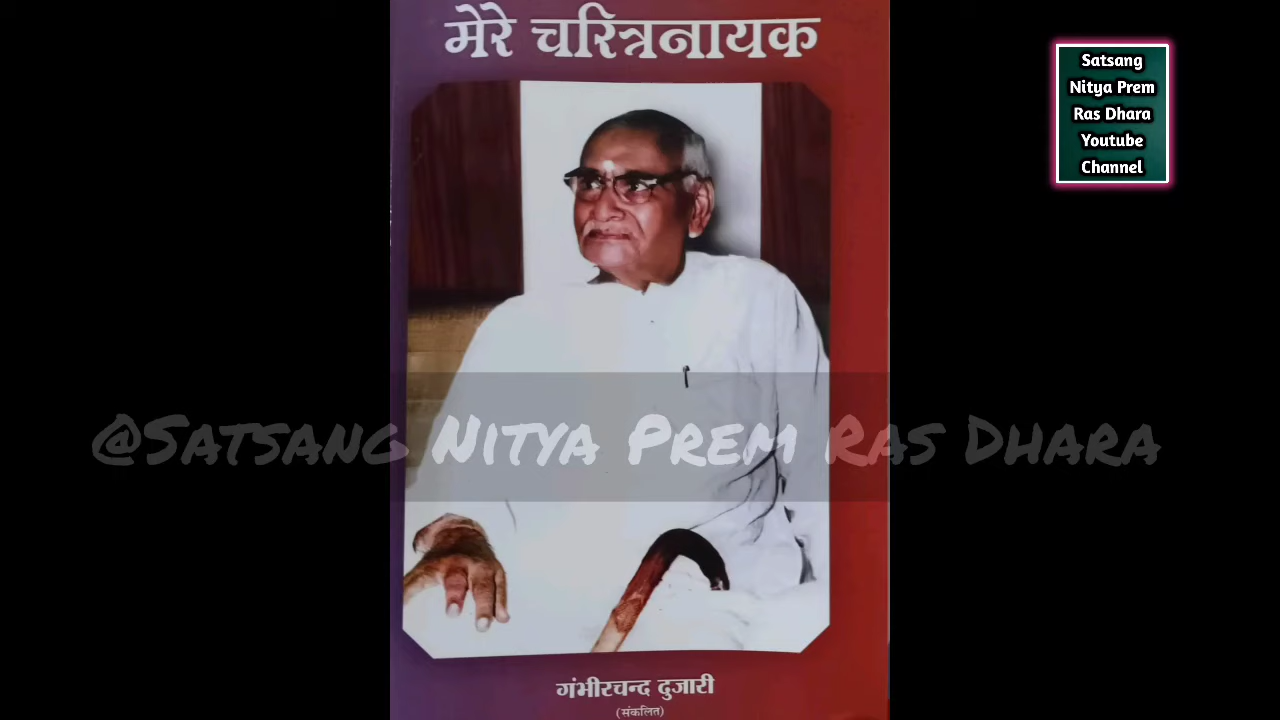 मेरे चरित्रनायक
Satsang
Nitya Prem
Ras Dhara
Youtube
Channel
@Satsang Nitya Prem Ras Dhara
गंभीरचन्द दुजारी
(संकलित)